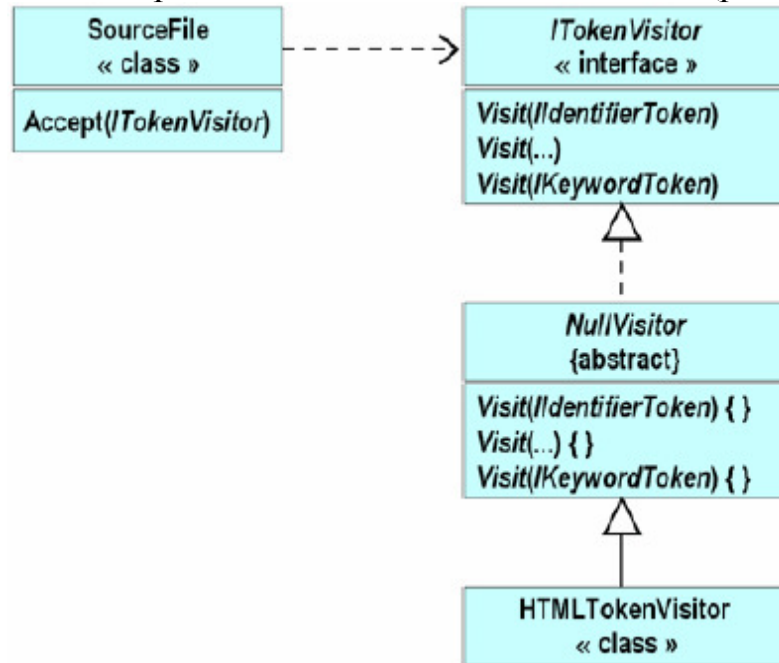 SourceFile
« class »
Accept(ITokenVisitor)
ITokenVisitor
« interface »
Visit(IIdentifierToken)
Visit(...)
Visit(IKeywordToken)
NullVisitor
{abstract}
Visit(IIdentifierToken) { }
Visit(...) { }
Visit(IKeywordToken) { }
HTMLTokenVisitor
« class »